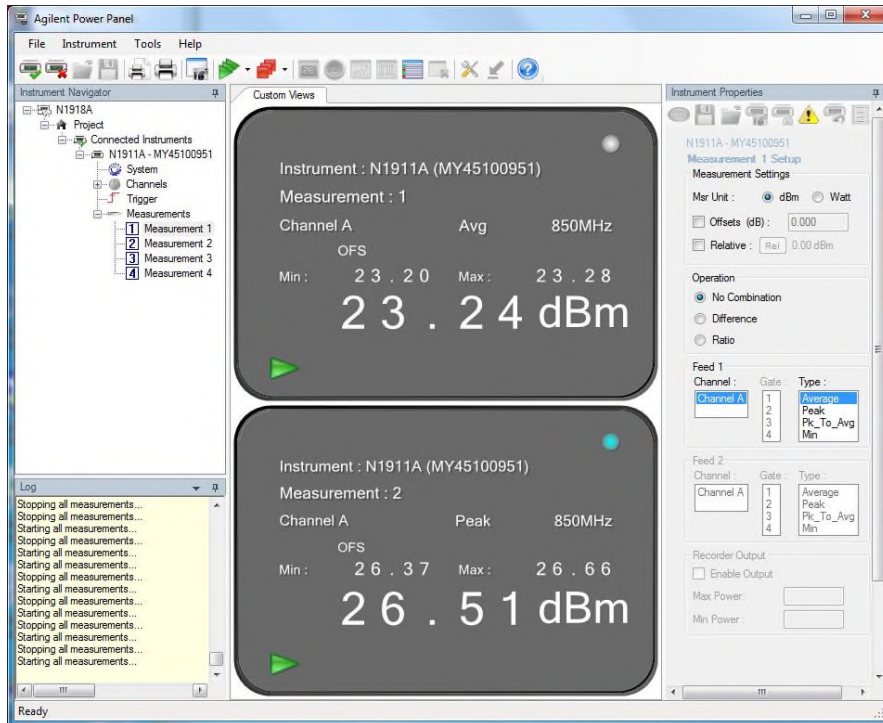 Agilent Power Panel
File Instrument Tools Help
Instrument Navigator
N1918A
Project
Connected Instruments
N1911A - MY45100951
System
Channels
Trigger
Measurements
1 Measurement 1
2 Measurement 2
3 Measurement 3
4 Measurement 4
Log
Stopping all measurements...
Stopping all measurements...
Starting all measurements...
Stopping all measurements...
Starting all measurements...
Starting all measurements...
Stopping all measurements...
Starting all measurements...
Stopping all measurements...
Starting all measurements...
Stopping all measurements...
Starting all measurements...
Stopping all measurements...
Starting all measurements...
Ready
Custom Views
Instrument : N1911A (MY45100951)
Measurement : 1
Channel A Avg 850MHz
OFS
Min : 23.20 Max : 23.28
23.24 dBm
Instrument : N1911A (MY45100951)
Measurement : 2
Channel A Peak 850MHz
OFS
Min : 26.37 Max : 26.66
26.51 dBm
Instrument Properties
N1911A - MY45100951
Measurement 1 Setup
Measurement Settings
Msr Unit : dBm Watt
Offsets (dB) : 0.000
Relative : Rel 0.00 dBm
Operation
No Combination
Difference
Ratio
Feed 1
Channel : Gate : Type :
Channel A 1 Average
2 Peak
3 Pk_To_Avg
4 Min
Feed 2
Channel : Gate : Type :
Channel A 1 Average
2 Peak
3 Pk_To_Avg
4 Min
Recorder Output
Enable Output
Max Power:
Min Power :